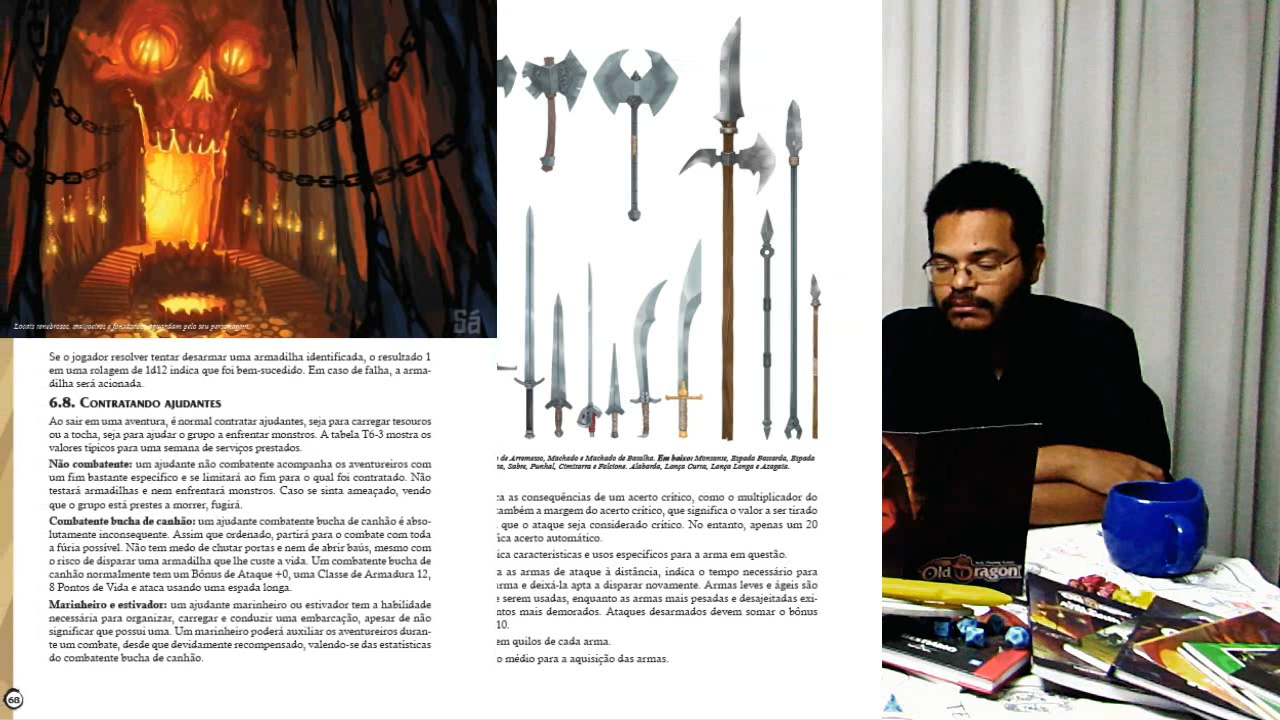 Locais tenebrosos, traiçoeiros e fantásticos aguardam pelo seu personagem.
Sá
Se o jogador resolver tentar desarmar uma armadilha identificada, o resultado 1
em uma rolagem de 1d12 indica que foi bem-sucedido. Em caso de falha, a arma-
dilha será acionada.
6.8. Contratando ajudantes
Ao sair em uma aventura, é normal contratar ajudantes, seja para carregar tesouros
ou a tocha, seja para ajudar o grupo a enfrentar monstros. A tabela T6-3 mostra os
valores típicos para uma semana de serviços prestados.
Não combatente: um ajudante não combatente acompanha os aventureiros com
um fim bastante específico e se limitará ao fim para o qual foi contratado. Não
testará armadilhas e nem enfrentará monstros. Caso se sinta ameaçado, vendo
que o grupo está prestes a morrer, fugirá.
Combatente bucha de canhão: um ajudante combatente bucha de canhão é abso-
lutamente inconsequente. Assim que ordenado, partirá para o combate com toda
a fúria possível. Não tem medo de chutar portas e nem de abrir baús, mesmo com
o risco de disparar uma armadilha que lhe custe a vida. Um combatente bucha de
canhão normalmente tem um Bônus de Ataque +0, uma Classe de Armadura 12,
8 Pontos de Vida e ataca usando uma espada longa.
Marinheiro e estivador: um ajudante marinheiro ou estivador tem a habilidade
necessária para organizar, carregar e conduzir uma embarcação, apesar de não
significar que possui uma. Um marinheiro poderá auxiliar os aventureiros duran-
te um combate, desde que devidamente recompensado, valendo-se das estatísticas
do combatente bucha de canhão.
68
de Arremesso, Machado e Machado de Batalha. Em baixo: Montante, Espada Bastarda, Espada
Sabre, Punhal, Cimitarra e Falcione. Alabarda, Lança Curta, Lança Longa e Azagaia.
as consequências de um acerto crítico, como o multiplicador do
também a margem do acerto crítico, que significa o valor a ser tirado
que o ataque seja considerado crítico. No entanto, apenas um 20
fica acerto automático.
ica características e usos específicos para a arma em questão.
a as armas de ataque à distância, indica o tempo necessário para
arma e deixá-la apta a disparar novamente. Armas leves e ágeis são
e serem usadas, enquanto as armas mais pesadas e desajeitadas exi-
ntos mais demorados. Ataques desarmados devem somar o bônus
10.
em quilos de cada arma.
o médio para a aquisição das armas.
Old Dragon